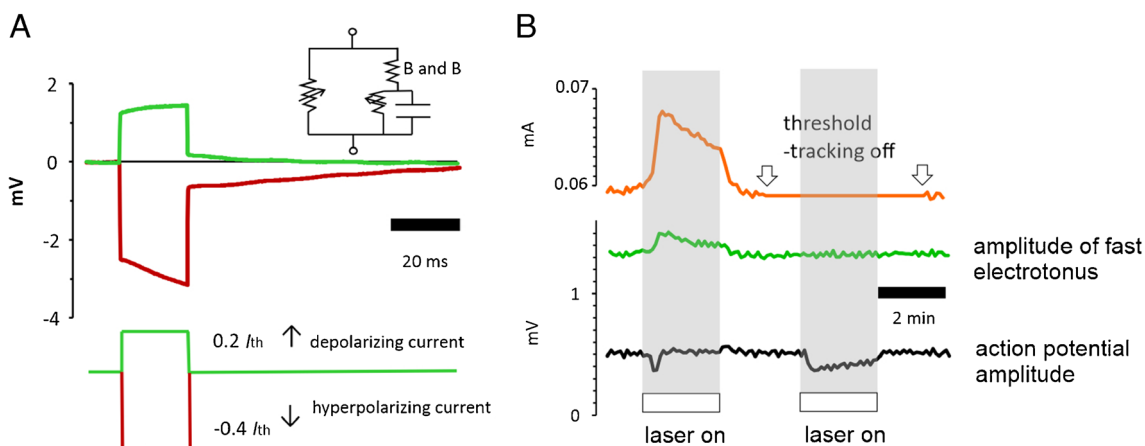 A
B and B
2
0
-2
-4
mV
20 ms
0.2 Ith
depolarizing current
hyperpolarizing current
-0.4 Ith
B
0.07
mA
0.06
threshold
-tracking off
amplitude of fast
electrotonus
1
2 min
mV
action potential
amplitude
0
laser on
laser on